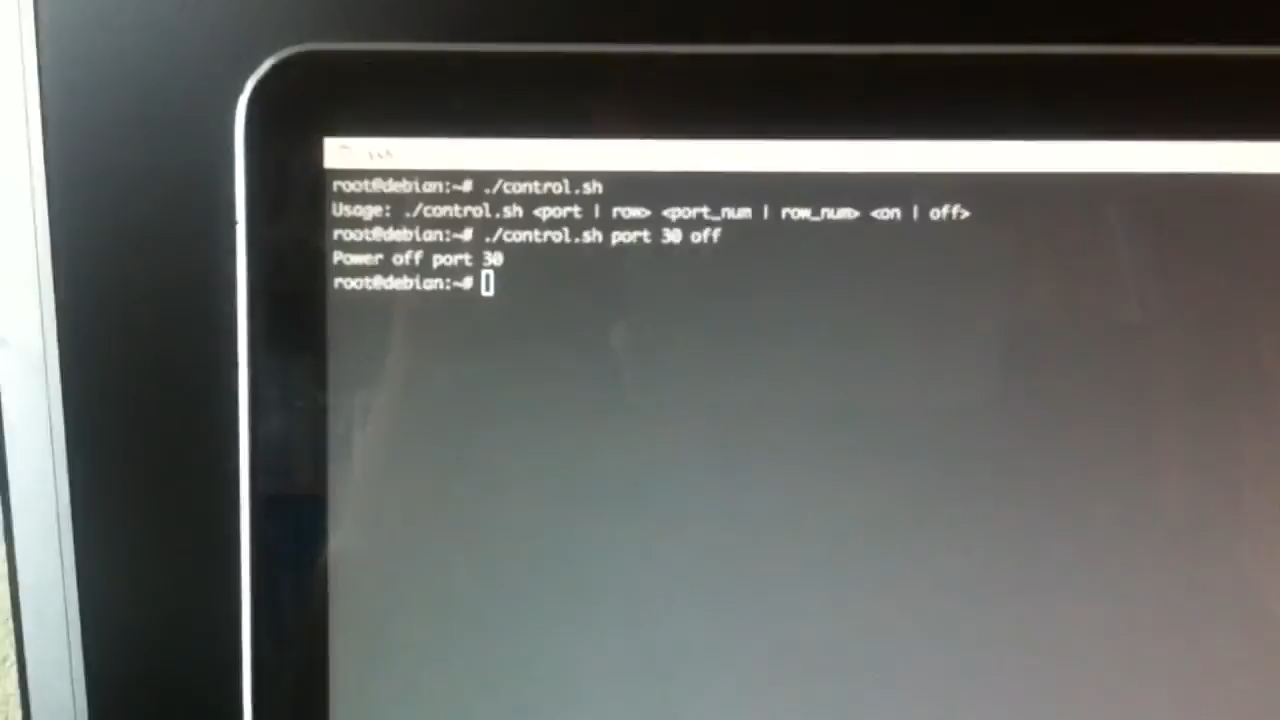 root@debian:~# ./control.sh
Usage: ./control.sh <port | row> <port_num | row_num> <on | off>
root@debian:~# ./control.sh port 30 off
Power off port 30
root@debian:~#